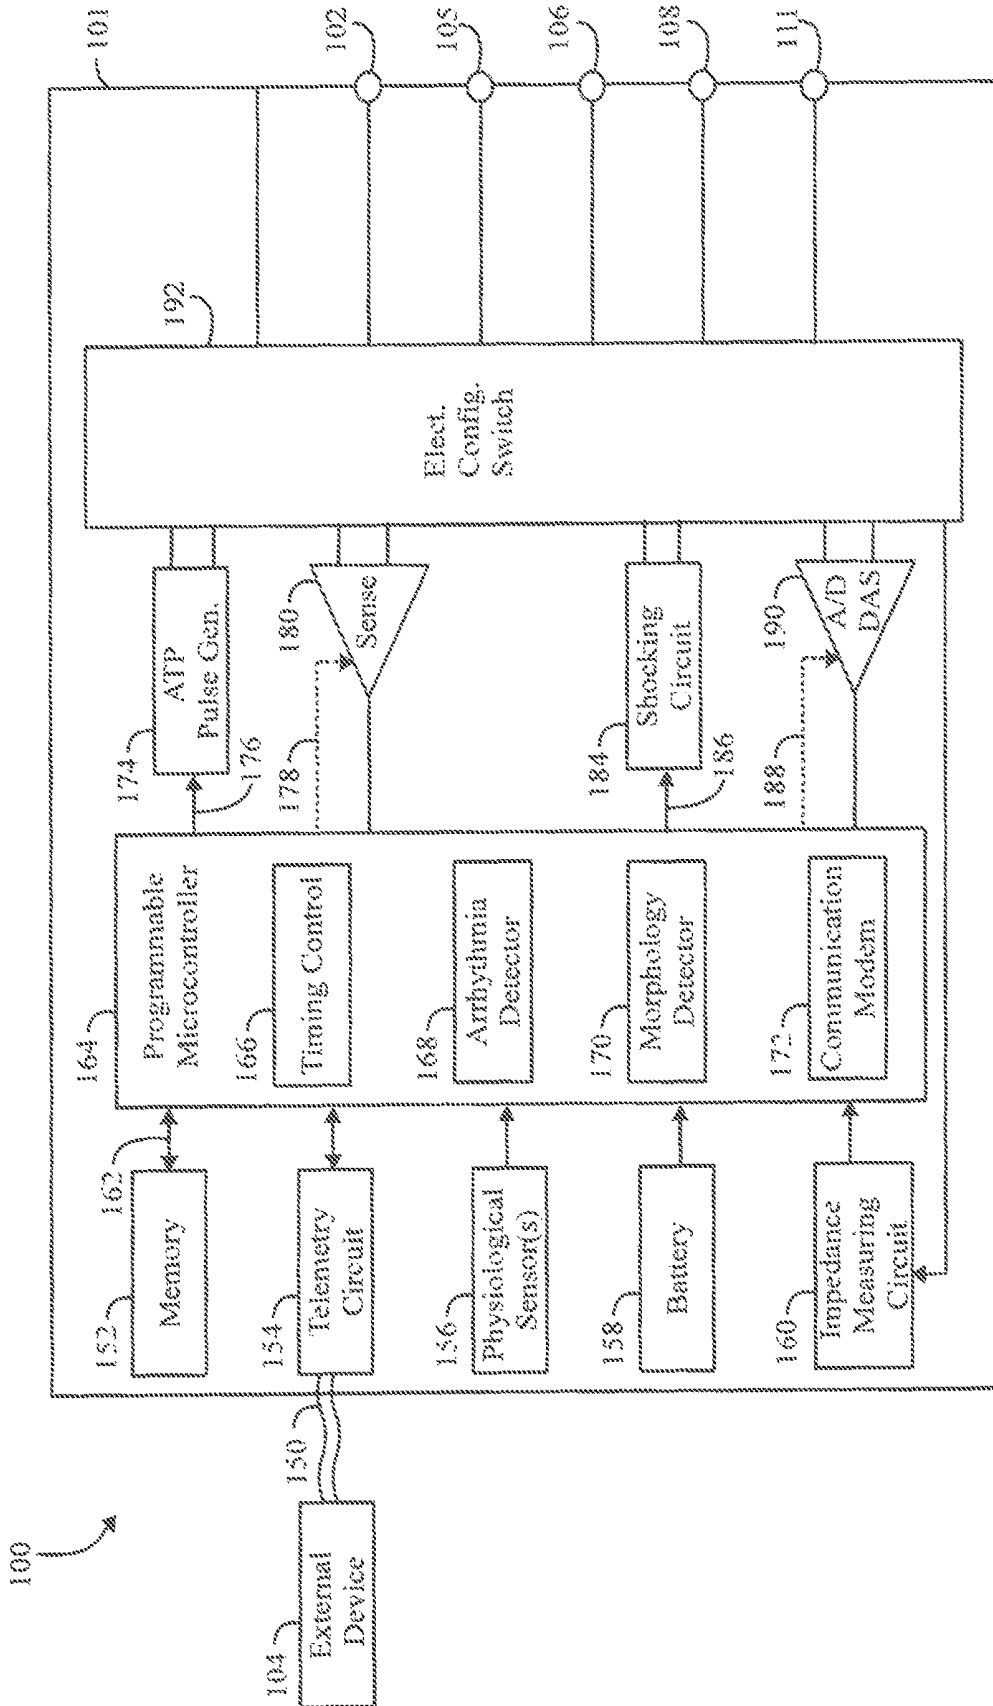 100
104
External
Device
150
101
152
Memory
162
154
Telemetry
Circuit
156
Physiological
Sensor(s)
158
Battery
160
Impedance
Measuring
Circuit
164
Programmable
Microcontroller
166
Timing Control
168
Arrhythmia
Detector
170
Morphology
Detector
172
Communication
Modem
174
ATP
Pulse Gen.
176
178
180
Sense
184
Shocking
Circuit
186
188
190
A/D
DAS
192
Elect.
Config.
Switch
102
105
106
108
111